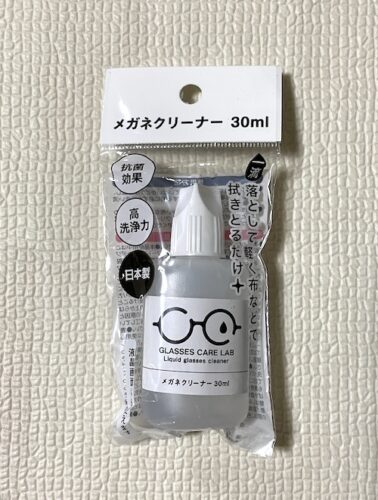 メガネクリーナー 30ml
抗菌
効果
高
洗浄力
日本製
一滴
落として軽く布などで
拭きとるだけ
GLASSES CARE LAB
Liquid glasses cleaner
メガネクリーナー 30ml